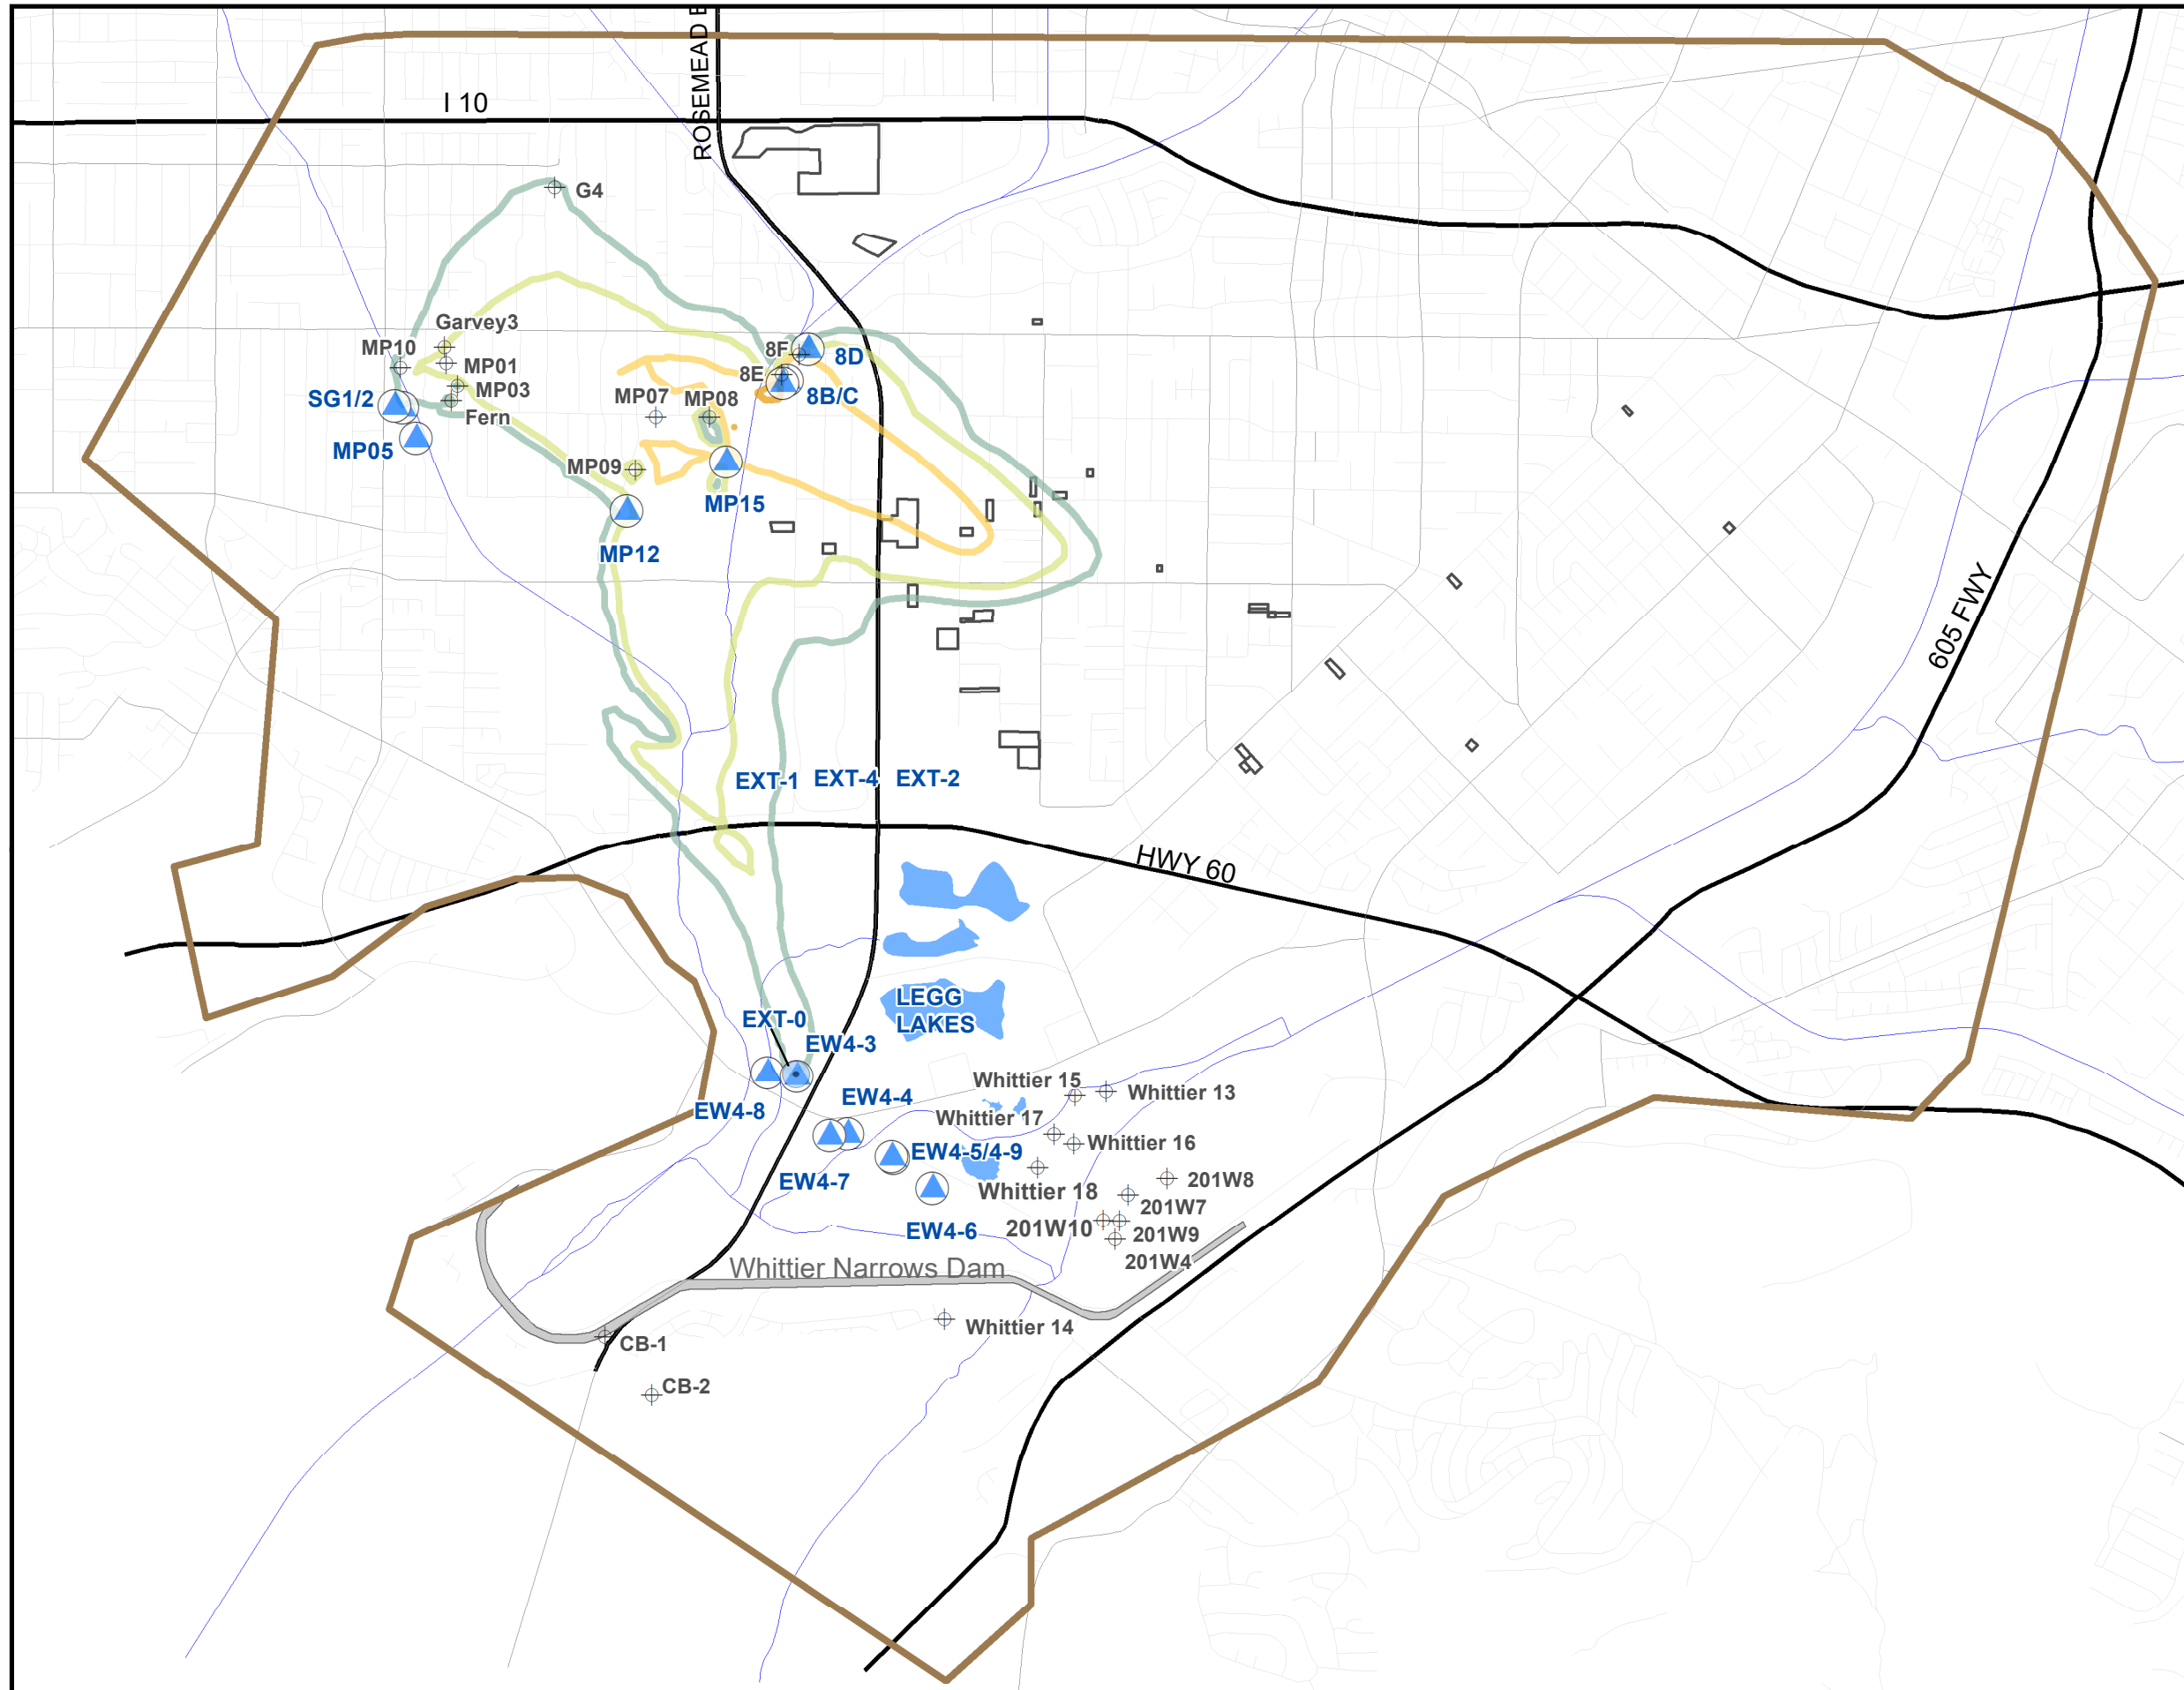 ROSEMEAD B
I 10
G4
Garvey3
MP10
MP01
MP03
SG1/2
Fern
MP05
8F
8D
8E
8B/C
MP07
MP08
MP09
MP15
MP12
605 FWY
EXT-1
EXT-4
EXT-2
HWY 60
LEGG
LAKES
EXT-0
EW4-3
EW4-8
EW4-4
Whittier 15
Whittier 13
Whittier 17
Whittier 16
EW4-5/4-9
EW4-7
Whittier 18
201W8
201W7
EW4-6
201W10
201W9
201W4
Whittier Narrows Dam
Whittier 14
CB-1
CB-2